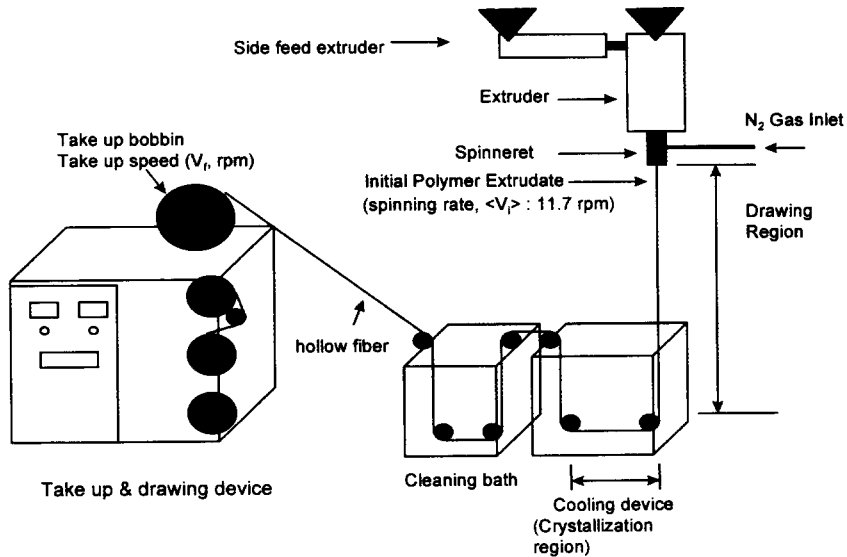 Side feed extruder
Extruder
N₂ Gas Inlet
Take up bobbin
Take up speed (Vf, rpm)
Spinneret
Initial Polymer Extrudate
(spinning rate, <Vi> : 11.7 rpm)
Drawing
Region
hollow fiber
Cleaning bath
Take up & drawing device
Cooling device
(Crystallization
region)